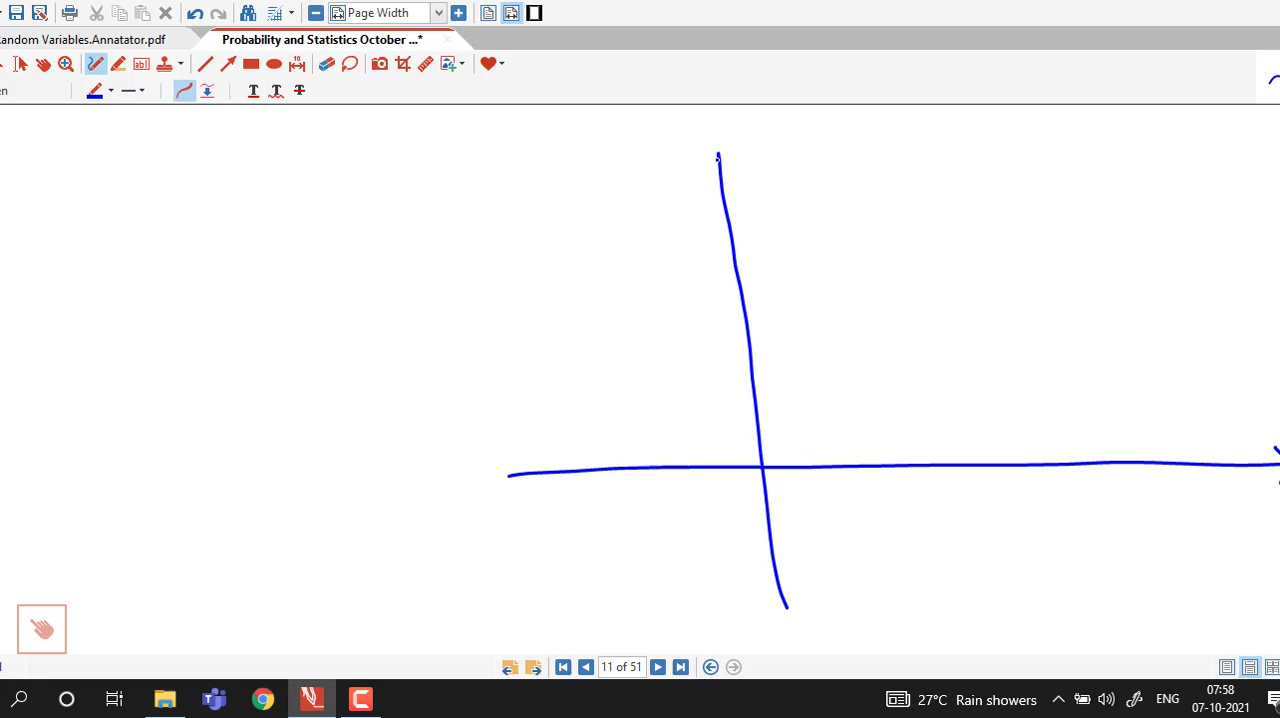 Page Width
Random Variables.Annatator.pdf
Probability and Statistics October ...*
11 of 51
27°C Rain showers
ENG
07:58
07-10-2021